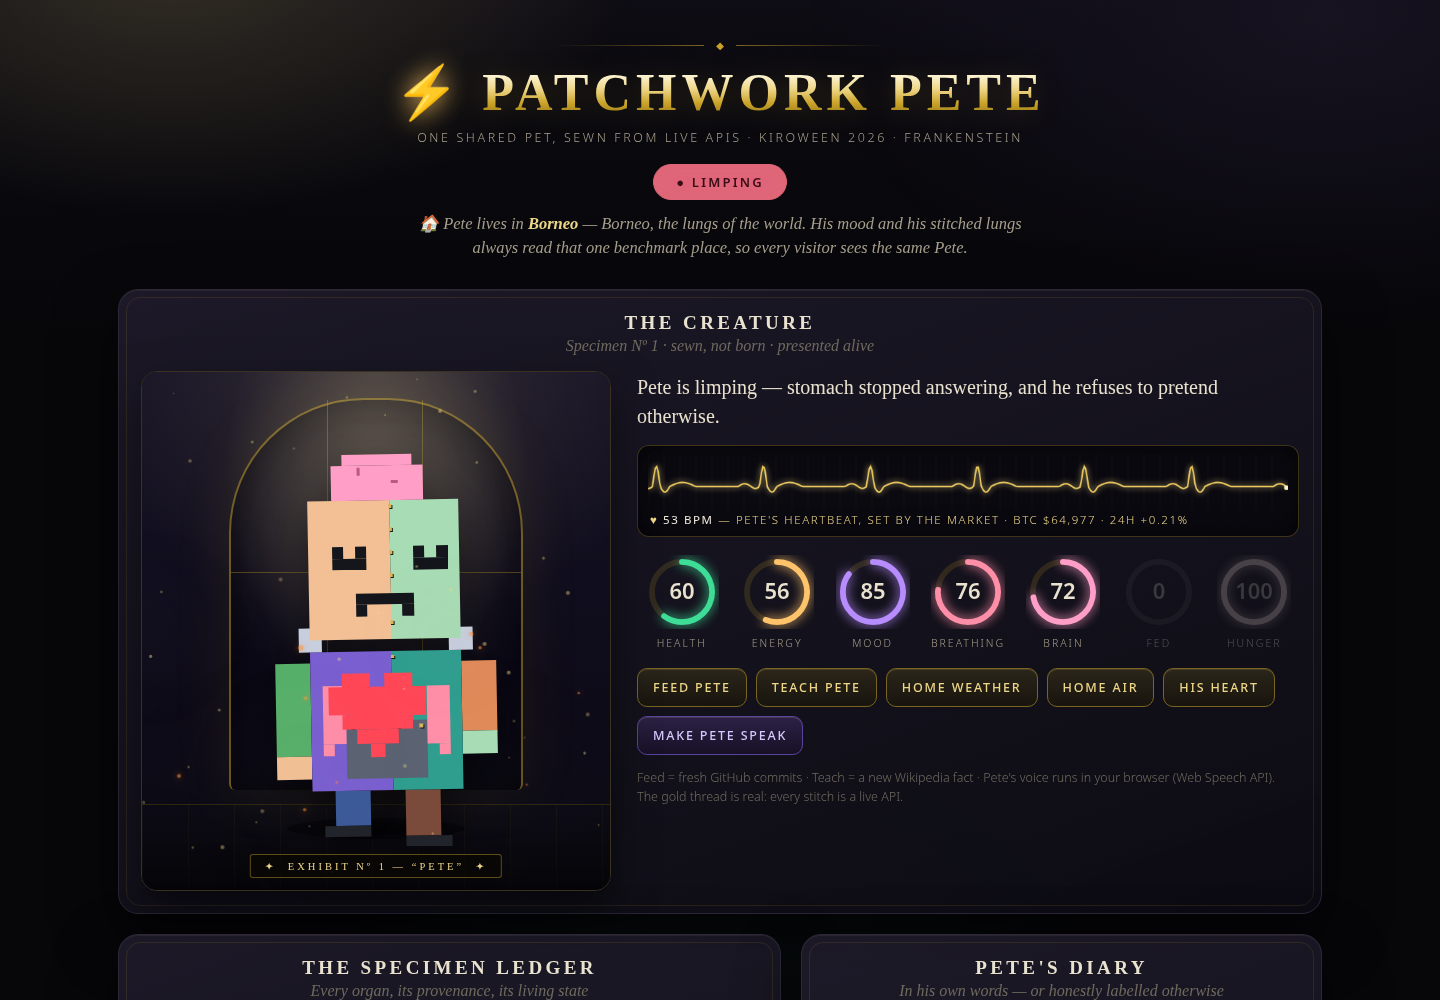 ⚡ PATCHWORK PETE
ONE SHARED PET, SEWN FROM LIVE APIS · KIROWEEN 2026 · FRANKENSTEIN
● LIMPING
🏠 Pete lives in Borneo — Borneo, the lungs of the world. His mood and his stitched lungs
always read that one benchmark place, so every visitor sees the same Pete.
THE CREATURE
Specimen Nº 1 · sewn, not born · presented alive
✦ EXHIBIT Nº 1 — “PETE” ✦
Pete is limping — stomach stopped answering, and he refuses to pretend
otherwise.
♥ 53 BPM — PETE'S HEARTBEAT, SET BY THE MARKET · BTC $64,977 · 24H +0.21%
60 56 85 76 72 0 100
HEALTH ENERGY MOOD BREATHING BRAIN FED HUNGER
FEED PETE TEACH PETE HOME WEATHER HOME AIR HIS HEART
MAKE PETE SPEAK
Feed = fresh GitHub commits · Teach = a new Wikipedia fact · Pete's voice runs in your browser (Web Speech API).
The gold thread is real: every stitch is a live API.
THE SPECIMEN LEDGER
Every organ, its provenance, its living state
PETE'S DIARY
In his own words — or honestly labelled otherwise